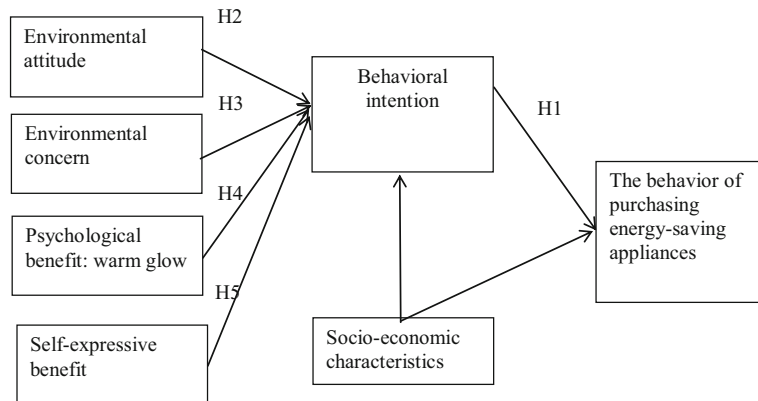 H2
Environmental
attitude
H3
Environmental
concern
H4
Psychological
benefit: warm glow
H5
Self-expressive
benefit
Behavioral
intention
H1
The behavior of
purchasing
energy-saving
appliances
Socio-economic
characteristics